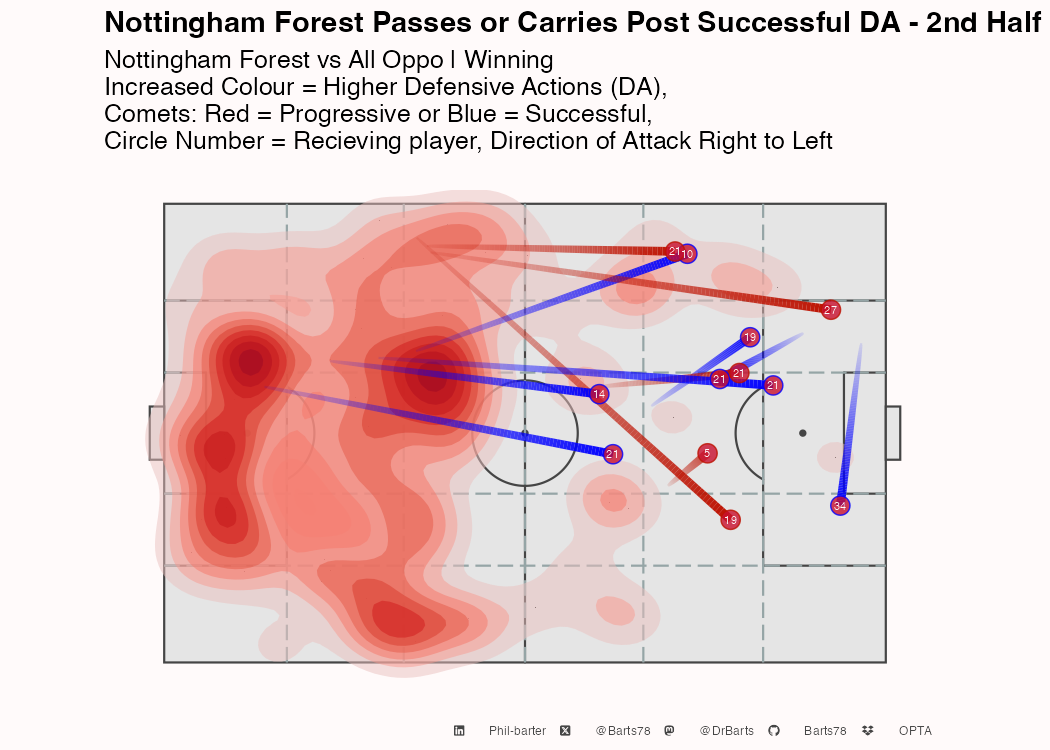 Nottingham Forest Passes or Carries Post Successful DA - 2nd Half
Nottingham Forest vs All Oppo | Winning
Increased Colour = Higher Defensive Actions (DA),
Comets: Red = Progressive or Blue = Successful,
Circle Number = Recieving player, Direction of Attack Right to Left
21 10
27
19
21 21 21
14
21
5
34
19
Phil-barter @Barts78 @DrBarts Barts78 OPTA